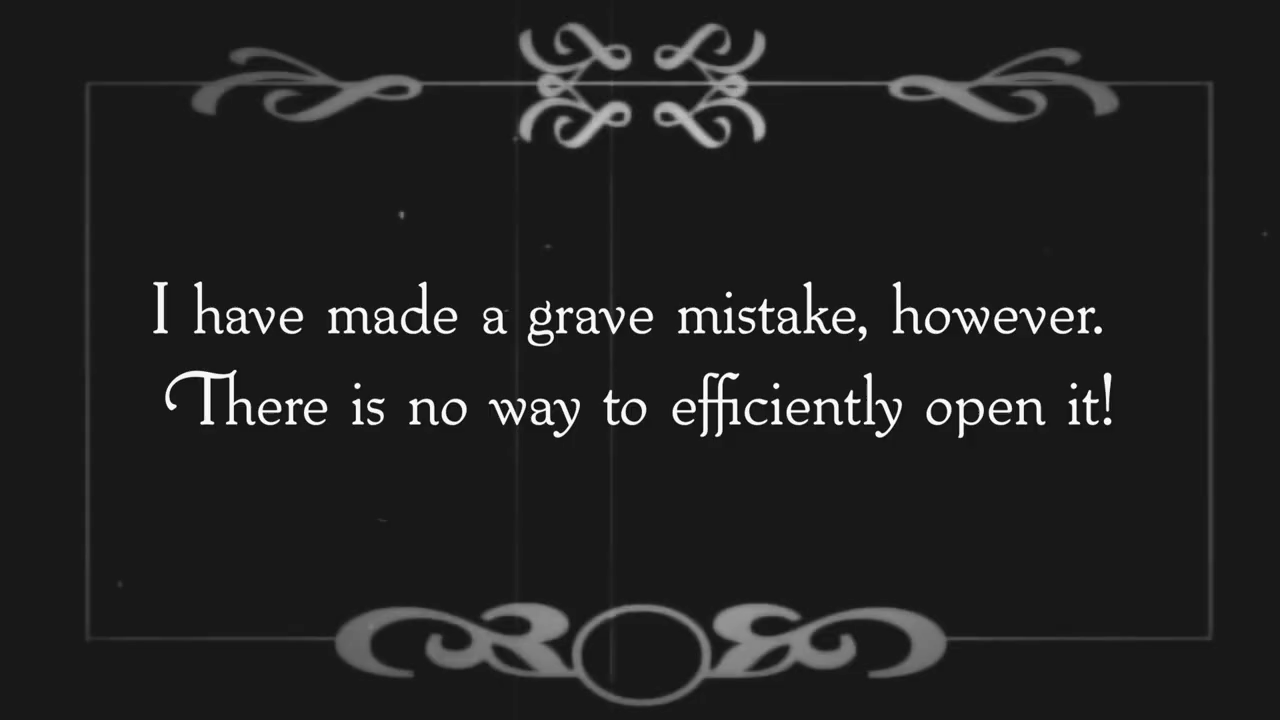 I have made a grave mistake, however.
There is no way to efficiently open it!